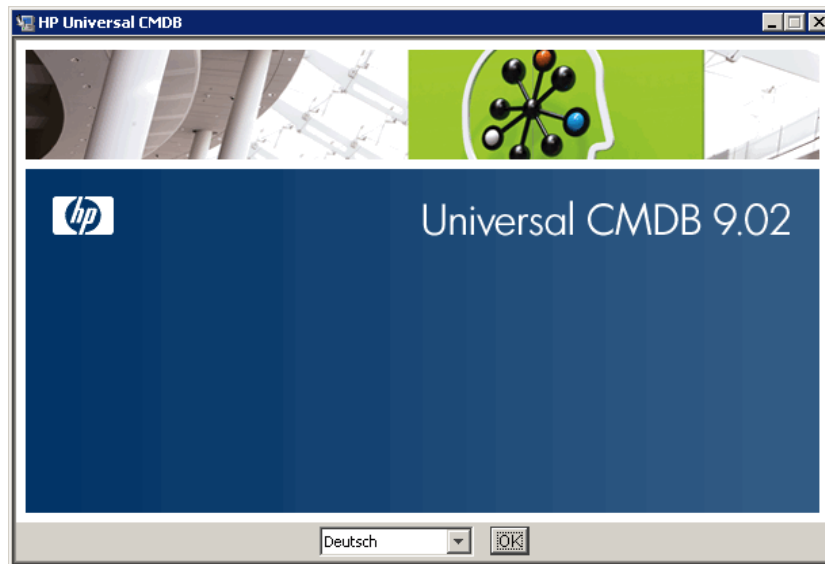 HP Universal CMDB
hp
Universal CMDB 9.02
Deutsch
OK